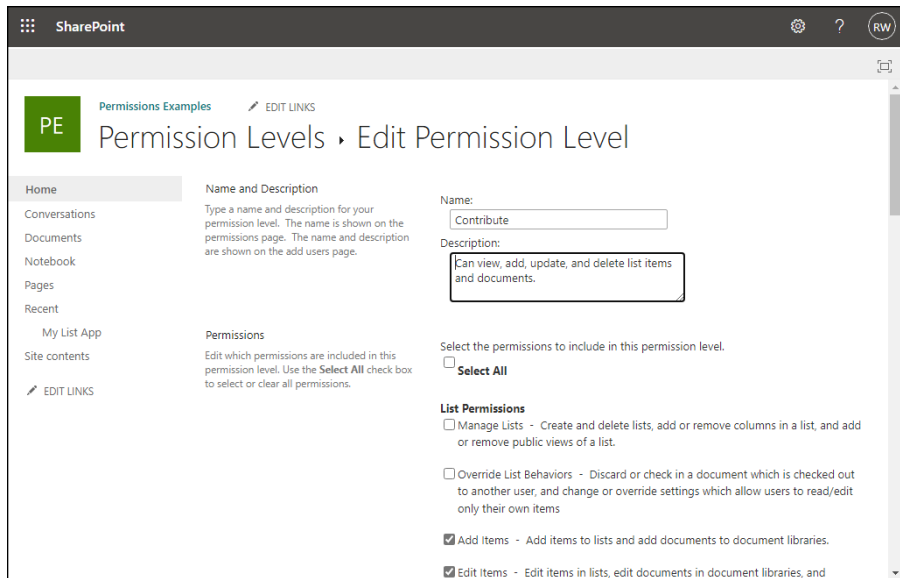 SharePoint
?
RW
PE
Permissions Examples
EDIT LINKS
Permission Levels › Edit Permission Level
Home
Conversations
Documents
Notebook
Pages
Recent
My List App
Site contents
EDIT LINKS
Name and Description
Type a name and description for your
permission level. The name is shown on the
permissions page. The name and description
are shown on the add users page.
Name:
Contribute
Description:
Can view, add, update, and delete list items
and documents.
Permissions
Edit which permissions are included in this
permission level. Use the Select All check box
to select or clear all permissions.
Select the permissions to include in this permission level.
Select All
List Permissions
Manage Lists - Create and delete lists, add or remove columns in a list, and add
or remove public views of a list.
Override List Behaviors - Discard or check in a document which is checked out
to another user, and change or override settings which allow users to read/edit
only their own items
Add Items - Add items to lists and add documents to document libraries.
Edit Items - Edit items in lists, edit documents in document libraries, and